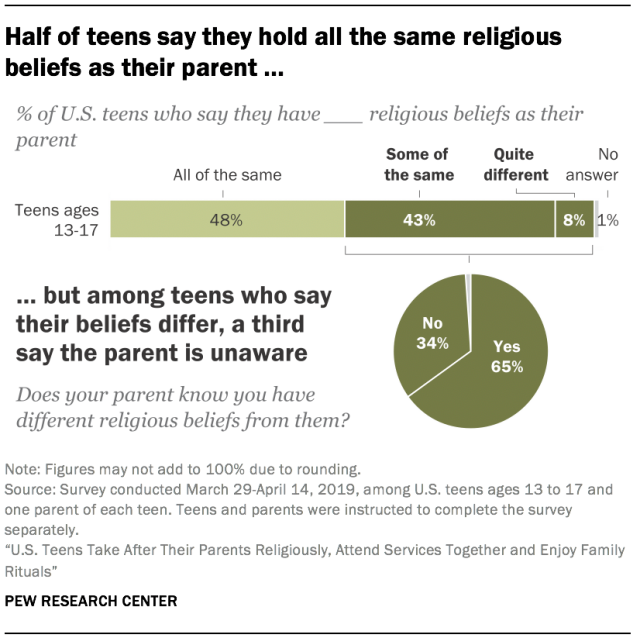 Half of teens say they hold all the same religious
beliefs as their parent ...
% of U.S. teens who say they have ___ religious beliefs as their
parent
All of the same
Some of
the same
Quite
different
No
answer
Teens ages
13-17
48%
43%
8%
1%
... but among teens who say
their beliefs differ, a third
say the parent is unaware
Does your parent know you have
different religious beliefs from them?
No
34%
Yes
65%
Note: Figures may not add to 100% due to rounding.
Source: Survey conducted March 29-April 14, 2019, among U.S. teens ages 13 to 17 and
one parent of each teen. Teens and parents were instructed to complete the survey
separately.
“U.S. Teens Take After Their Parents Religiously, Attend Services Together and Enjoy Family
Rituals”
PEW RESEARCH CENTER